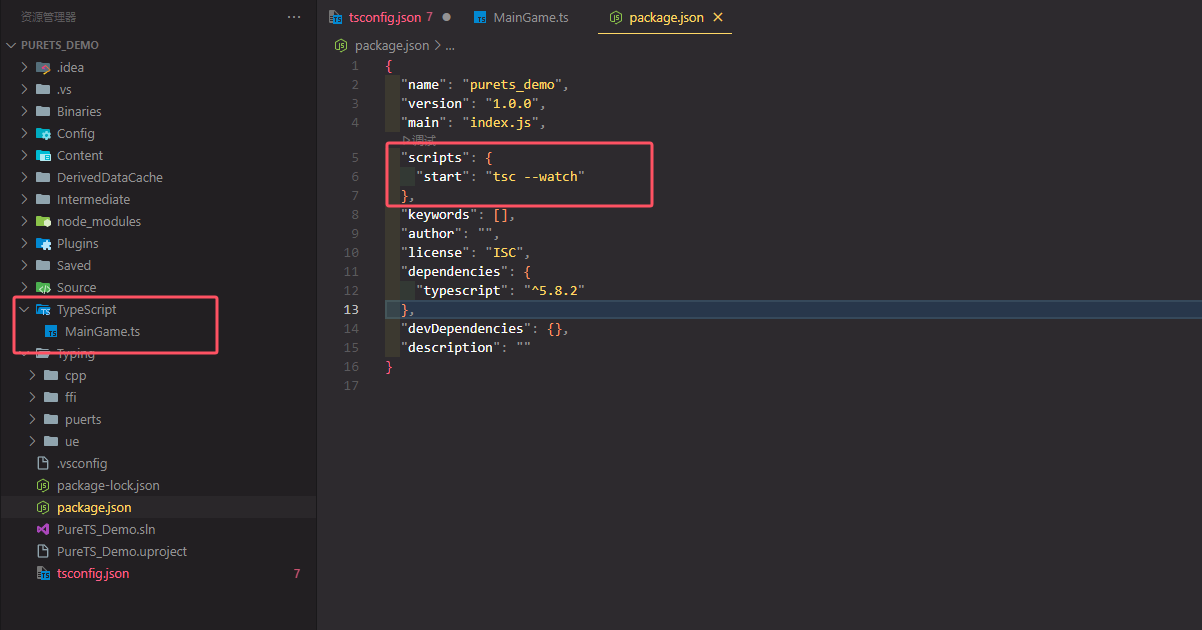 资源管理器
···
PURETS_DEMO
.idea
.vs
Binaries
Config
Content
DerivedDataCache
Intermediate
node_modules
Plugins
Saved
Source
TypeScript
MainGame.ts
Typing
cpp
ffi
puerts
ue
.vsconfig
package-lock.json
package.json
PureTS_Demo.sln
PureTS_Demo.uproject
tsconfig.json 7
tsconfig.json 7 ●
MainGame.ts
package.json ×
package.json > ...
1 {
2 "name": "purets_demo",
3 "version": "1.0.0",
4 "main": "index.js",
▷调试
5 "scripts": {
6 "start": "tsc --watch"
7 },
8 "keywords": [],
9 "author": "",
10 "license": "ISC",
11 "dependencies": {
12 "typescript": "^5.8.2"
13 },
14 "devDependencies": {},
15 "description": ""
16 }
17